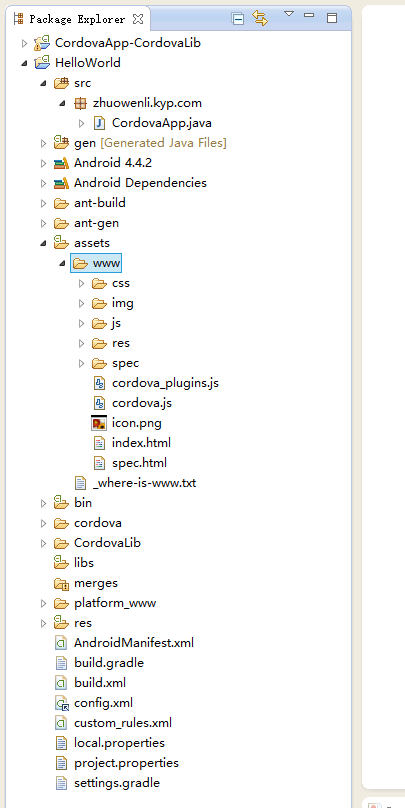 Package Explorer
CordovaApp-CordovaLib
HelloWorld
src
zhuowenli.kyp.com
CordovaApp.java
gen [Generated Java Files]
Android 4.4.2
Android Dependencies
ant-build
ant-gen
assets
www
css
img
js
res
spec
cordova_plugins.js
cordova.js
icon.png
index.html
spec.html
_where-is-www.txt
bin
cordova
CordovaLib
libs
merges
platform_www
res
AndroidManifest.xml
build.gradle
build.xml
config.xml
custom_rules.xml
local.properties
project.properties
settings.gradle